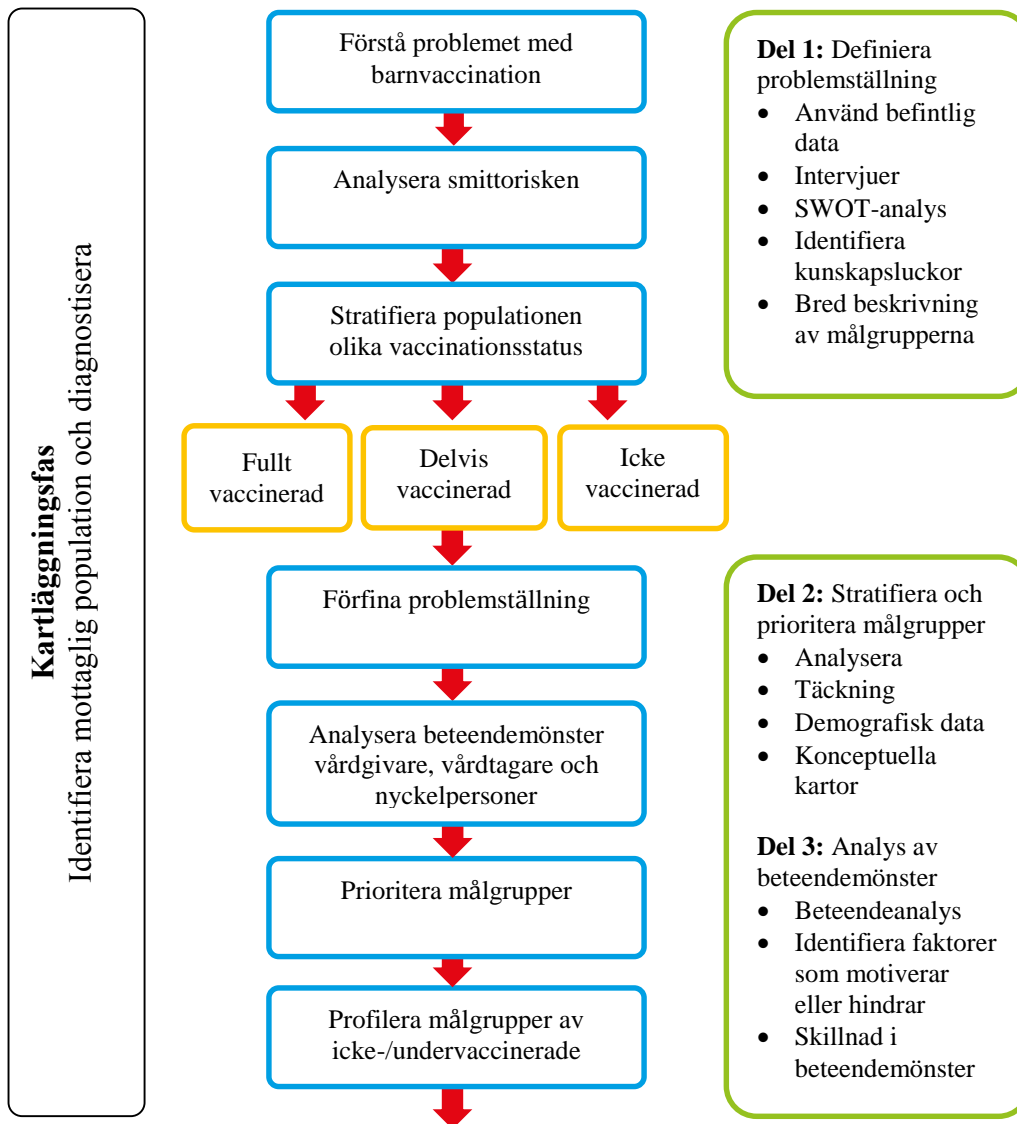 Kartläggningsfas
Identifiera mottaglig population och diagnostisera
Förstå problemet med
barnvaccination
Analysera smittorisken
Stratifiera populationen
olika vaccinationsstatus
Fullt
vaccinerad
Delvis
vaccinerad
Icke
vaccinerad
Förfina problemställning
Analysera beteendemönster
vårdgivare, vårdtagare och
nyckelpersoner
Prioritera målgrupper
Profilera målgrupper av
icke-/undervaccinerade
Del 1: Definiera
problemställning
• Använd befintlig
data
• Intervjuer
• SWOT-analys
• Identifiera
kunskapsluckor
• Bred beskrivning
av målgrupperna
Del 2: Stratifiera och
prioritera målgrupper
• Analysera
• Täckning
• Demografisk data
• Konceptuella
kartor
Del 3: Analys av
beteendemönster
• Beteendeanalys
• Identifiera faktorer
som motiverar
eller hindrar
• Skillnad i
beteendemönster